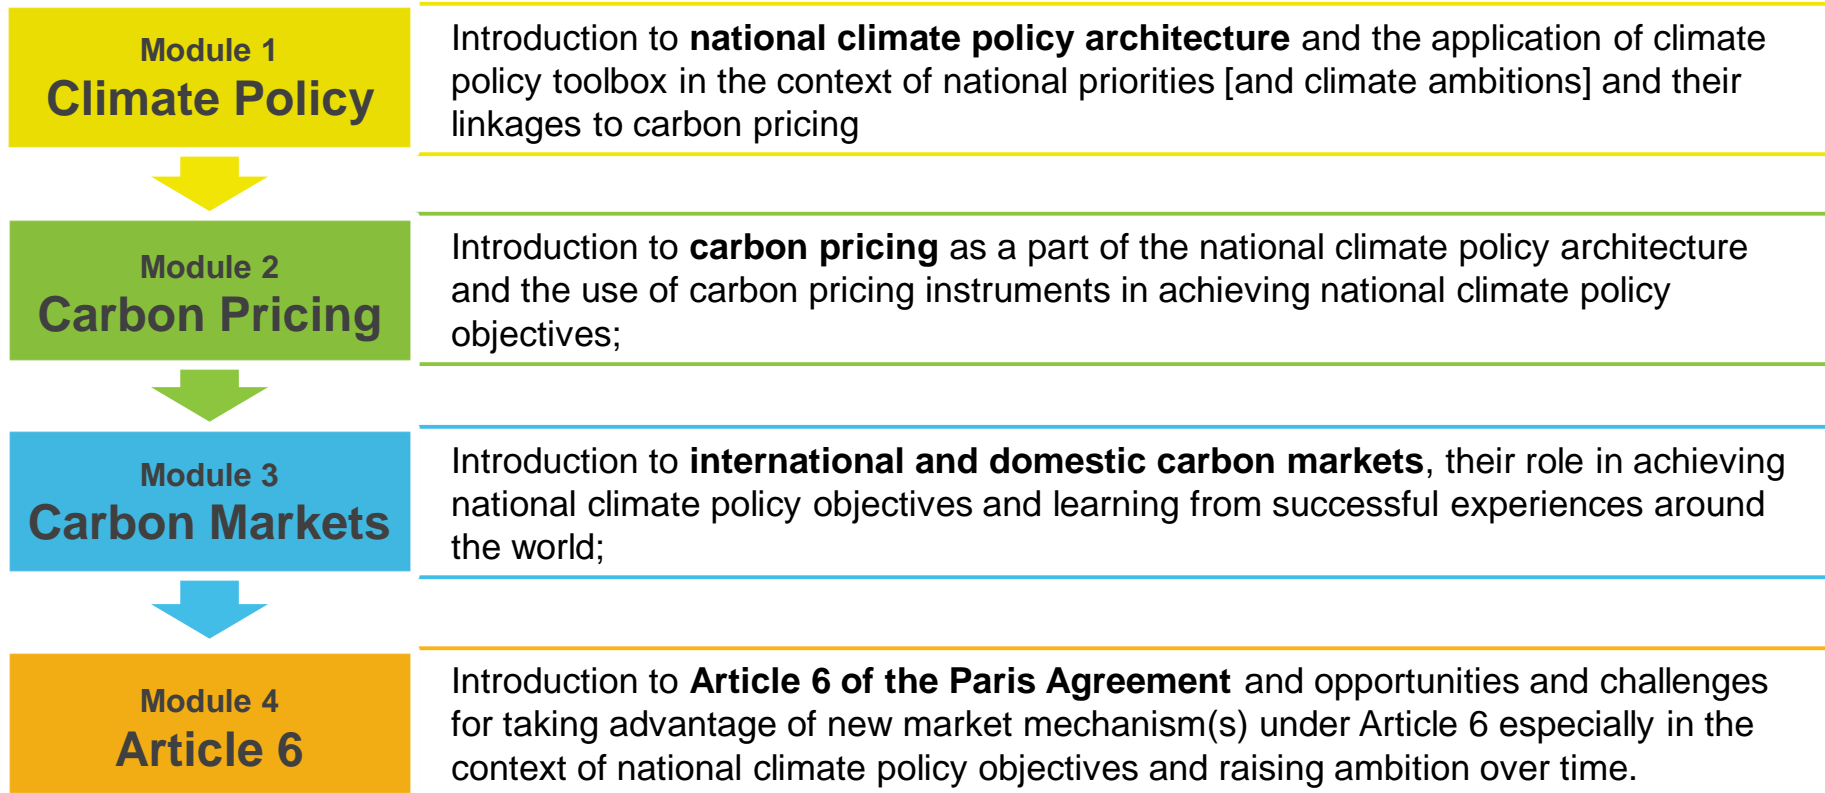 Module 1
Climate Policy
Introduction to national climate policy architecture and the application of climate
policy toolbox in the context of national priorities [and climate ambitions] and their
linkages to carbon pricing
Module 2
Carbon Pricing
Introduction to carbon pricing as a part of the national climate policy architecture
and the use of carbon pricing instruments in achieving national climate policy
objectives;
Module 3
Carbon Markets
Introduction to international and domestic carbon markets, their role in achieving
national climate policy objectives and learning from successful experiences around
the world;
Module 4
Article 6
Introduction to Article 6 of the Paris Agreement and opportunities and challenges
for taking advantage of new market mechanism(s) under Article 6 especially in the
context of national climate policy objectives and raising ambition over time.